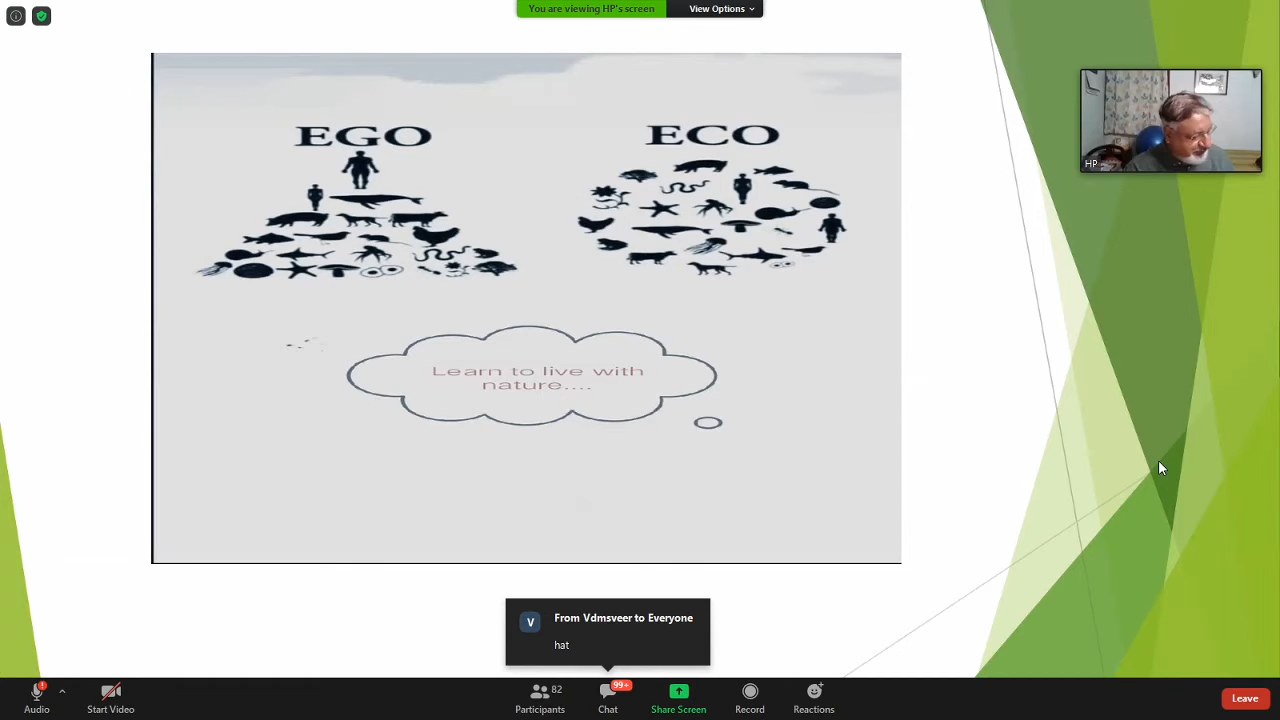 You are viewing HP's screen
View Options
EGO
ECO
HP
Learn to live with
nature....
V
From Vdmsveer to Everyone
hat
Audio
Start Video
82
Participants
99+
Chat
Share Screen
Record
Reactions
Leave